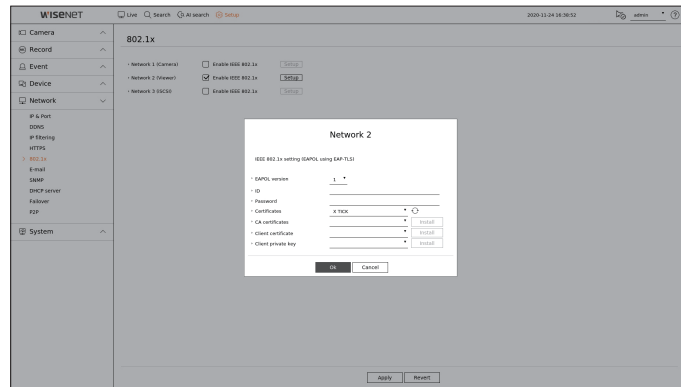 WISENET
Live Search AI search Setup 2020-11-24 16:38:52 admin ?
Camera
Record
Event
Device
Network
IP & Port
DDNS
IP filtering
HTTPS
> 802.1x
E-mail
SNMP
DHCP server
Failover
P2P
System
802.1x
Network 1 (Camera) Enable IEEE 802.1x Setup
Network 2 (Viewer) Enable IEEE 802.1x Setup
Network 3 (iSCSI) Enable IEEE 802.1x Setup
Network 2
IEEE 802.1x setting (EAPOL using EAP-TLS)
EAPOL version 1
ID
Password
Certificates X TICK
CA certificates Install
Client certificate Install
Client private key Install
Ok Cancel
Apply Revert